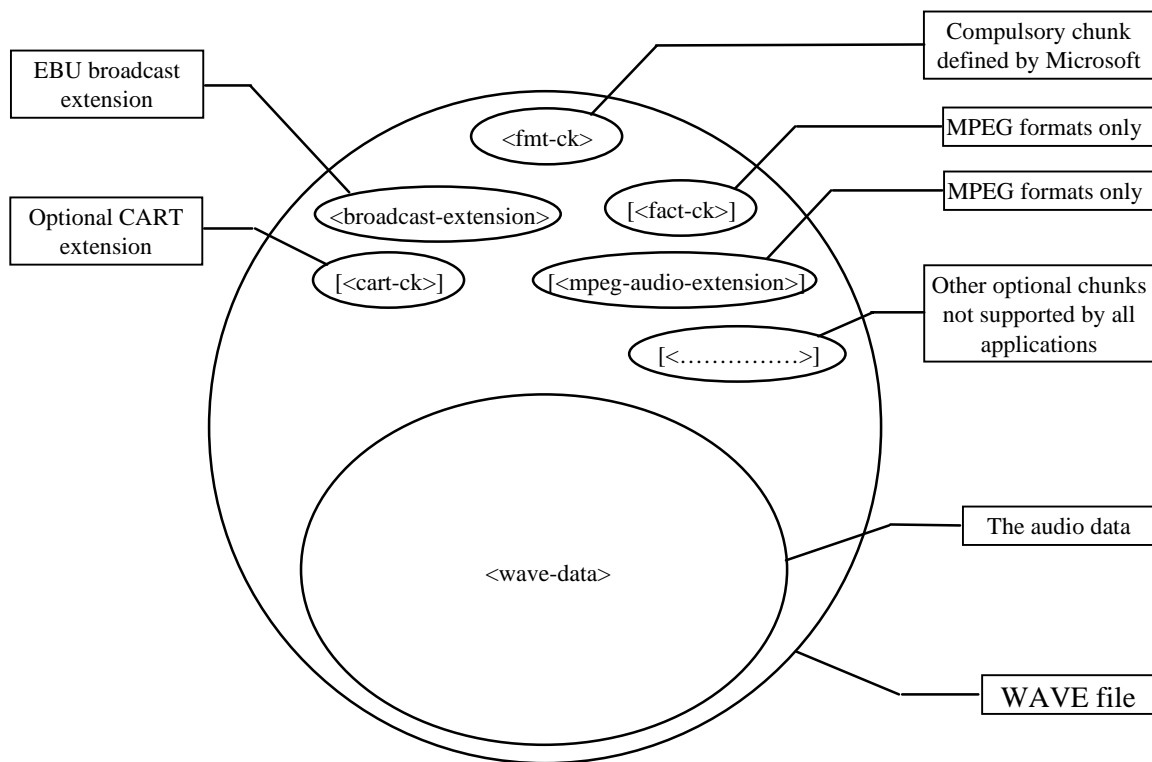 Compulsory chunk
defined by Microsoft
EBU broadcast
extension
MPEG formats only
<fmt-ck>
MPEG formats only
<broadcast-extension>
[<fact-ck>]
Optional CART
extension
[<cart-ck>]
[<mpeg-audio-extension>]
Other optional chunks
not supported by all
applications
[<……………>]
The audio data
<wave-data>
WAVE file